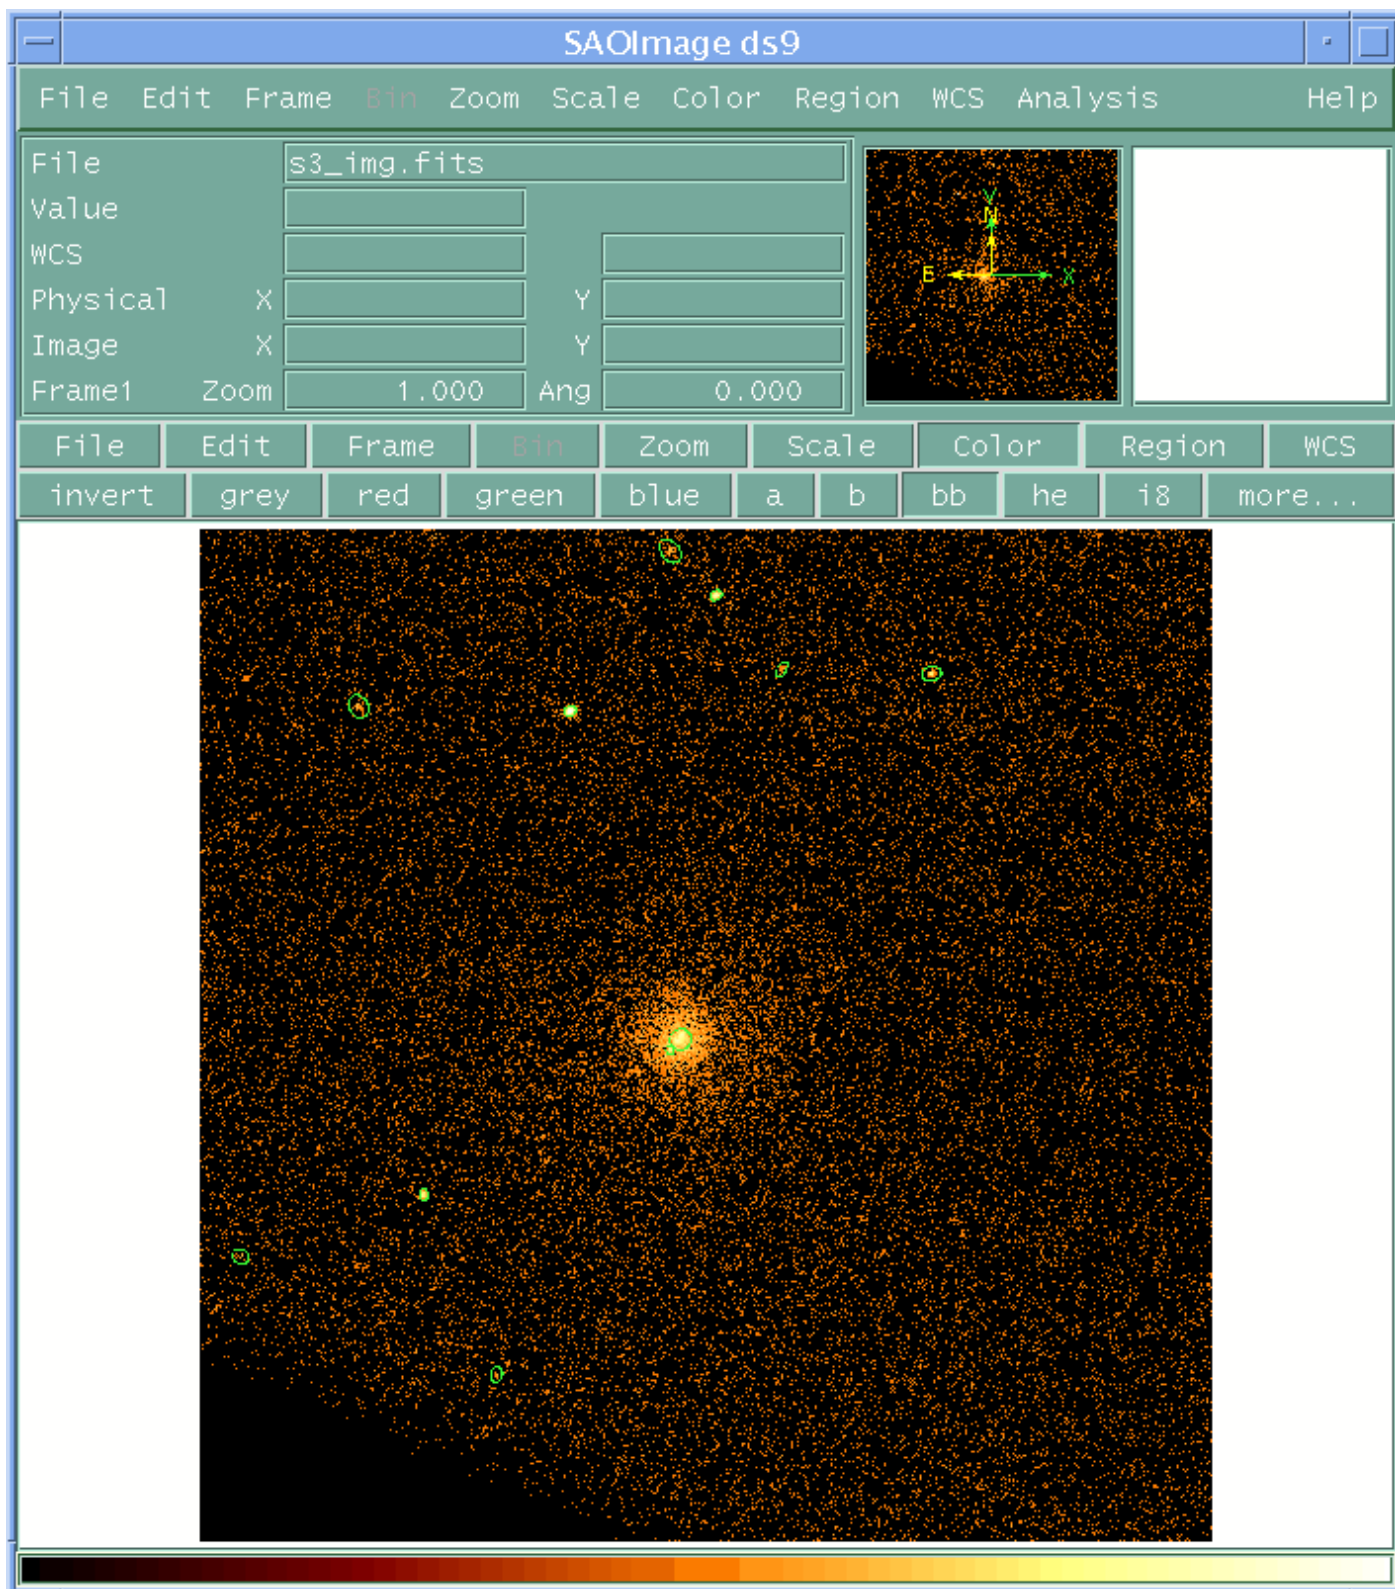 SAOImage ds9
File Edit Frame Bin Zoom Scale Color Region WCS Analysis Help
File s3_img.fits
Value
WCS
Physical X Y
Image X Y
Frame1 Zoom 1.000 Ang 0.000
Y
N
E X
File Edit Frame Bin Zoom Scale Color Region WCS
invert grey red green blue a b bb he i8 more...